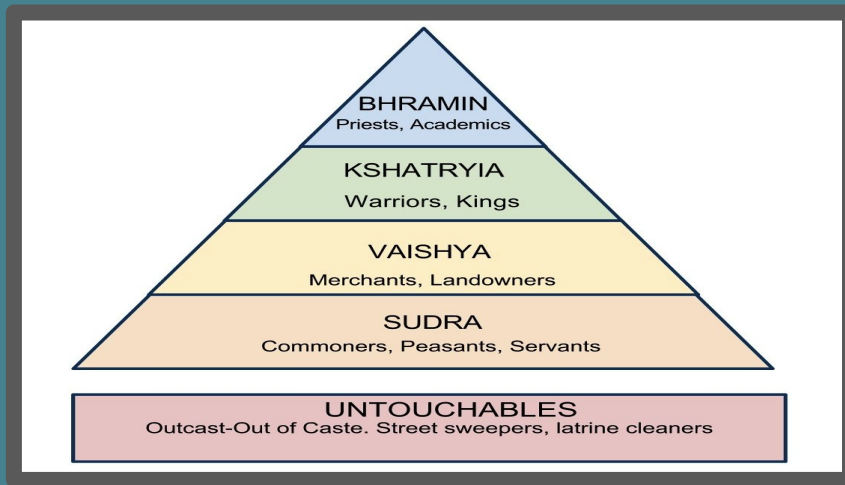 BHRAMIN
Priests, Academics
KSHATRYIA
Warriors, Kings
VAISHYA
Merchants, Landowners
SUDRA
Commoners, Peasants, Servants
UNTOUCHABLES
Outcast-Out of Caste. Street sweepers, latrine cleaners